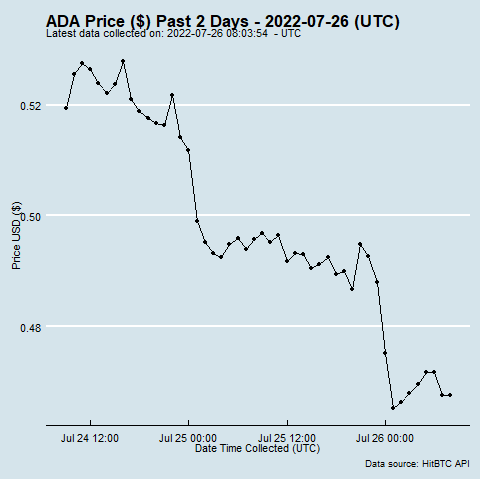 ADA Price ($) Past 2 Days - 2022-07-26 (UTC)
Latest data collected on: 2022-07-26 08:03:54 - UTC
0.52
0.50
0.48
Price USD ($)
Jul 24 12:00
Jul 25 00:00
Jul 25 12:00
Jul 26 00:00
Date Time Collected (UTC)
Data source: HitBTC API